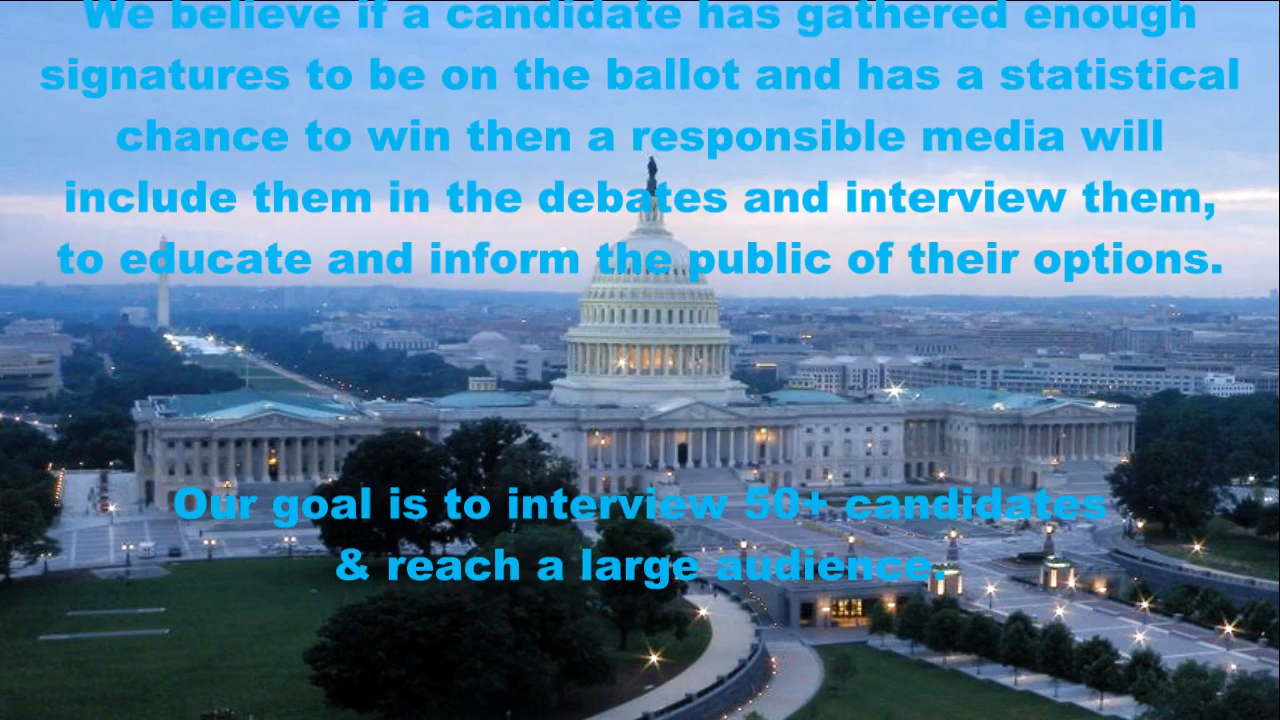 We believe if a candidate has gathered enough
signatures to be on the ballot and has a statistical
chance to win then a responsible media will
include them in the debates and interview them,
to educate and inform the public of their options.
Our goal is to interview 50+ candidates
& reach a large audience.